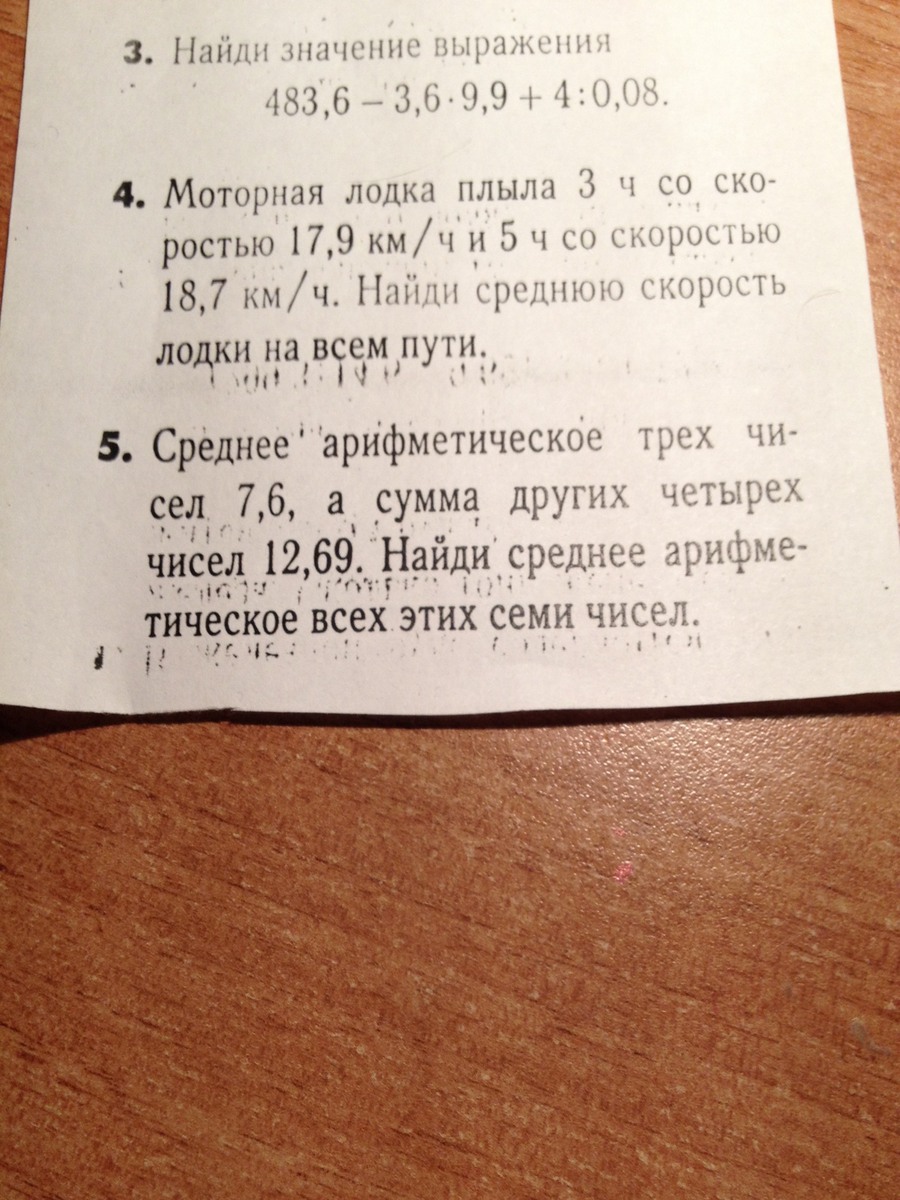 3. Найди значение выражения
483,6 – 3,6·9,9 + 4:0,08.
4. Моторная лодка плыла 3 ч со ско-
ростью 17,9 км/ч и 5 ч со скоростью
18,7 км/ч. Найди среднюю скорость
лодки на всем пути.
5. Среднее арифметическое трех чи-
сел 7,6, а сумма других четырех
чисел 12,69. Найди среднее арифме-
тическое всех этих семи чисел.